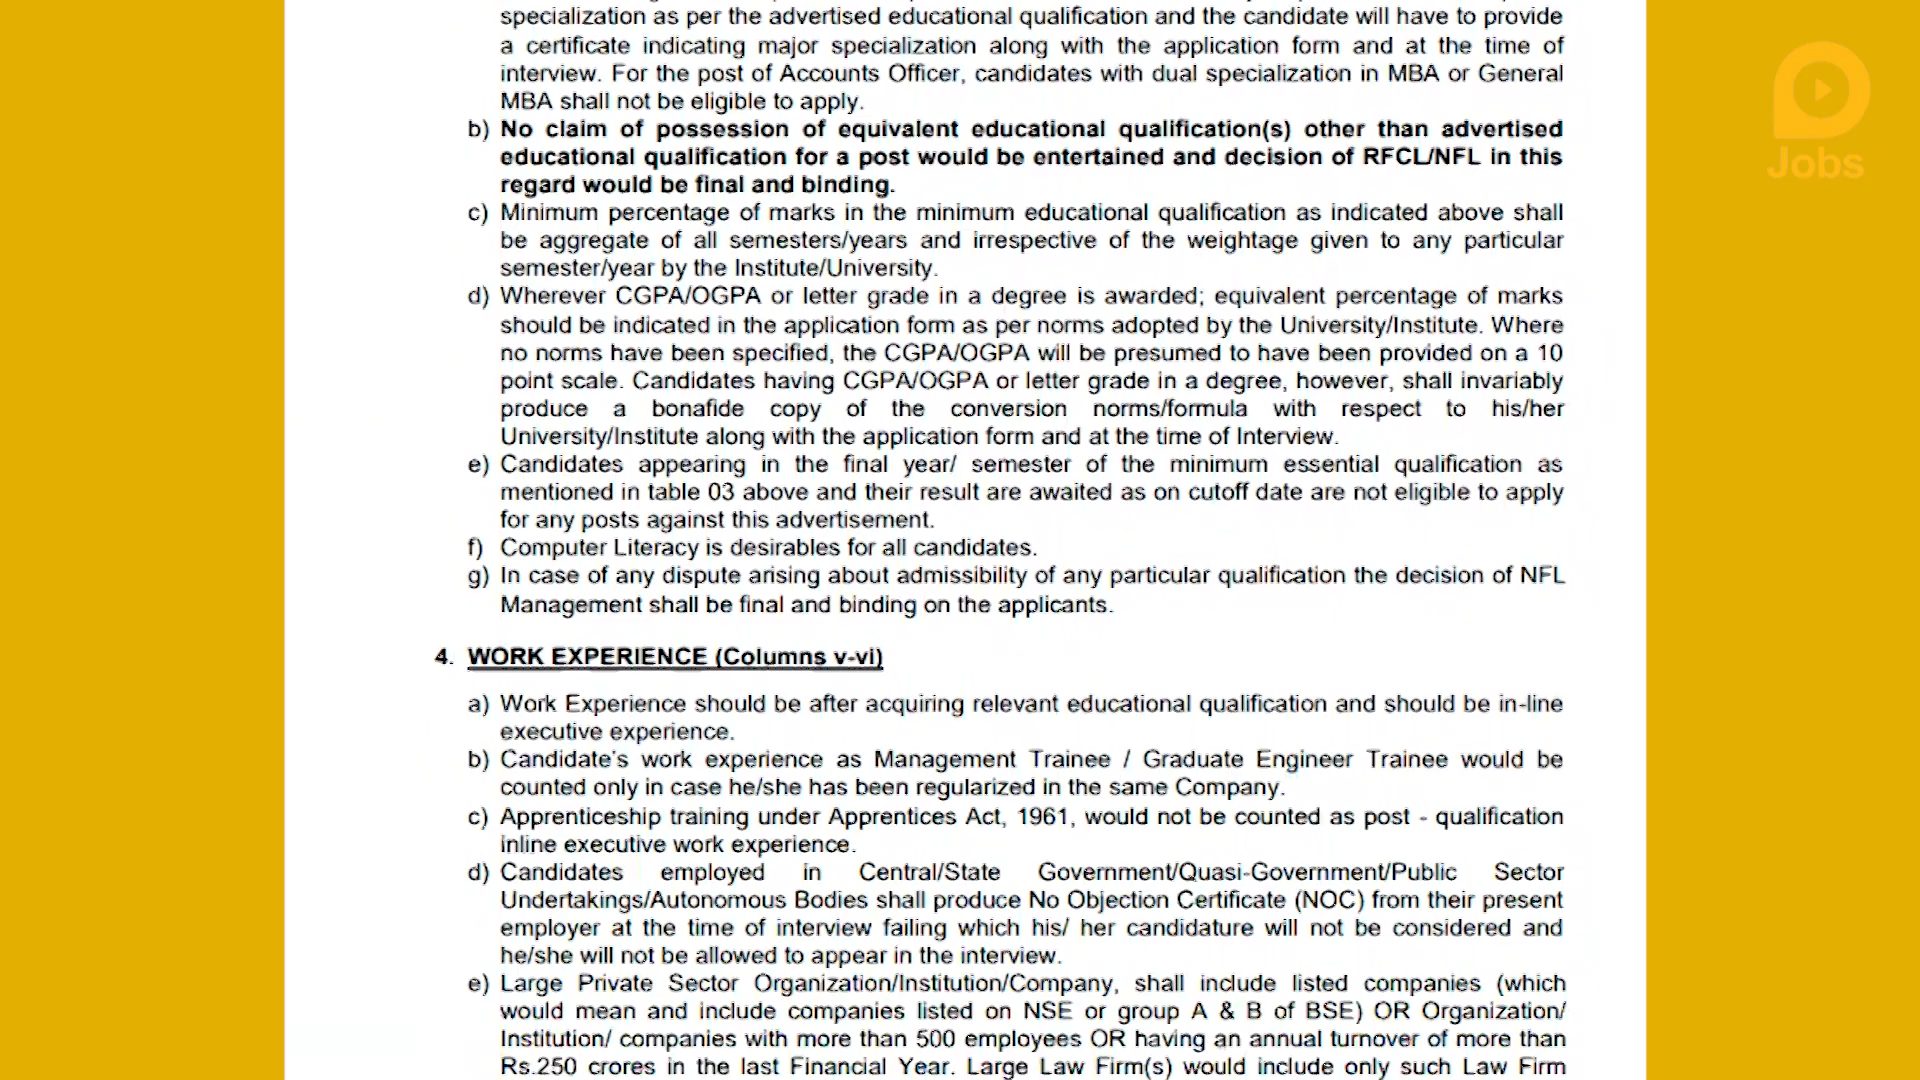 specialization as per the advertised educational qualification and the candidate will have to provide
a certificate indicating major specialization along with the application form and at the time of
interview. For the post of Accounts Officer, candidates with dual specialization in MBA or General
MBA shall not be eligible to apply.
b) No claim of possession of equivalent educational qualification(s) other than advertised
educational qualification for a post would be entertained and decision of RFCL/NFL in this
regard would be final and binding.
c) Minimum percentage of marks in the minimum educational qualification as indicated above shall
be aggregate of all semesters/years and irrespective of the weightage given to any particular
semester/year by the Institute/University.
d) Wherever CGPA/OGPA or letter grade in a degree is awarded; equivalent percentage of marks
should be indicated in the application form as per norms adopted by the University/Institute. Where
no norms have been specified, the CGPA/OGPA will be presumed to have been provided on a 10
point scale. Candidates having CGPA/OGPA or letter grade in a degree, however, shall invariably
produce a bonafide copy of the conversion norms/formula with respect to his/her
University/Institute along with the application form and at the time of Interview.
e) Candidates appearing in the final year/ semester of the minimum essential qualification as
mentioned in table 03 above and their result are awaited as on cutoff date are not eligible to apply
for any posts against this advertisement.
f) Computer Literacy is desirables for all candidates.
g) In case of any dispute arising about admissibility of any particular qualification the decision of NFL
Management shall be final and binding on the applicants.
4. WORK EXPERIENCE (Columns v-vi)
a) Work Experience should be after acquiring relevant educational qualification and should be in-line
executive experience.
b) Candidate's work experience as Management Trainee / Graduate Engineer Trainee would be
counted only in case he/she has been regularized in the same Company.
c) Apprenticeship training under Apprentices Act, 1961, would not be counted as post - qualification
inline executive work experience.
d) Candidates employed in Central/State Government/Quasi-Government/Public Sector
Undertakings/Autonomous Bodies shall produce No Objection Certificate (NOC) from their present
employer at the time of interview failing which his/ her candidature will not be considered and
he/she will not be allowed to appear in the interview.
e) Large Private Sector Organization/Institution/Company, shall include listed companies (which
would mean and include companies listed on NSE or group A & B of BSE) OR Organization/
Institution/ companies with more than 500 employees OR having an annual turnover of more than
Rs.250 crores in the last Financial Year. Large Law Firm(s) would include only such Law Firm
Jobs